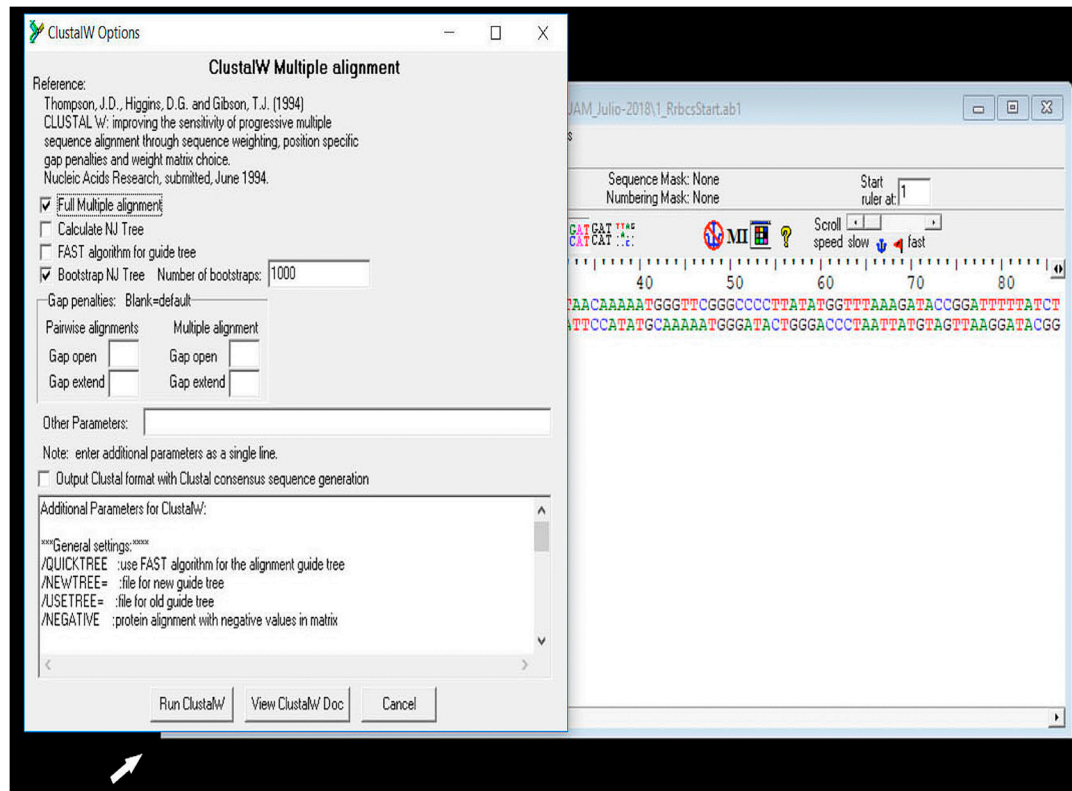 ClustalW Options
ClustalW Multiple alignment
Reference:
Thompson, J.D., Higgins, D.G. and Gibson, T.J. (1994)
CLUSTAL W: improving the sensitivity of progressive multiple
sequence alignment through sequence weighting, position specific
gap penalties and weight matrix choice.
Nucleic Acids Research, submitted, June 1994.
Full Multiple alignment
Calculate NJ Tree
FAST algorithm for guide tree
Bootstrap NJ Tree Number of bootstraps: 1000
Gap penalties: Blank=default
Pairwise alignments Multiple alignment
Gap open Gap open
Gap extend Gap extend
Other Parameters:
Note: enter additional parameters as a single line.
Output Clustal format with Clustal consensus sequence generation
Additional Parameters for ClustalW:
***General settings:****
/QUICKTREE :use FAST algorithm for the alignment guide tree
/NEWTREE= :file for new guide tree
/USETREE= :file for old guide tree
/NEGATIVE :protein alignment with negative values in matrix
Run ClustalW View ClustalW Doc Cancel
JAM_Julio-2018\1_RrbcsStart.ab1
Sequence Mask: None
Numbering Mask: None
Start
ruler at: 1
GAT GAT
CAT CAT
MI ?
Scroll
speed slow fast
40 50 60 70 80
TAACAAAAATGGGTTCGGGCCCCTTATATGGTTTAAAGATACCGGATTTTTATCT
ATTCCATATGCAAAAATGGGATACTGGGACCCTAATTATGTAGTTAAGGATACGG